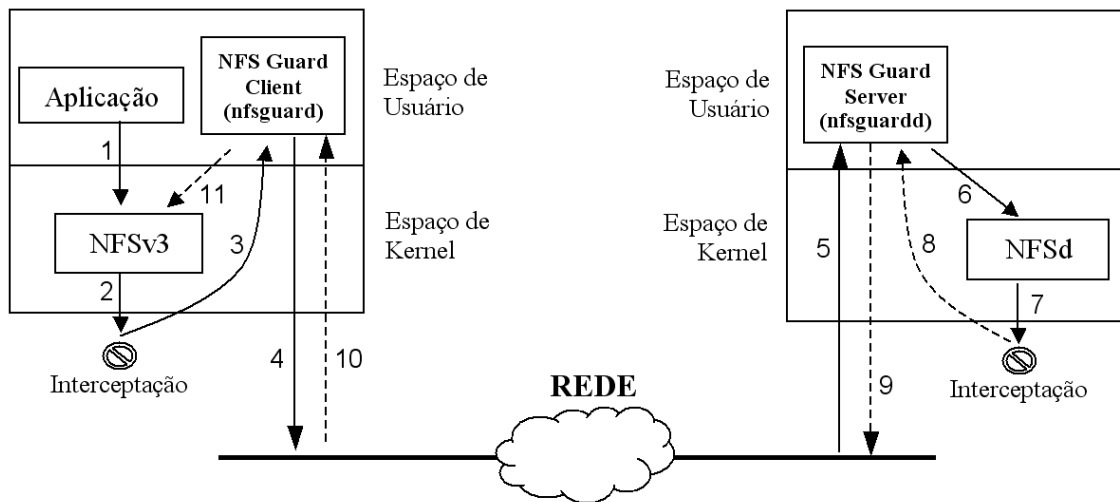 Aplicação
NFS Guard
Client
(nfsguard)
Espaço de
Usuário
1
11
NFSv3
3
Espaço de
Kernel
2
Interceptação
4
10
REDE
Espaço de
Usuário
NFS Guard
Server
(nfsguardd)
6
Espaço de
Kernel
5
8
NFSd
7
Interceptação
9